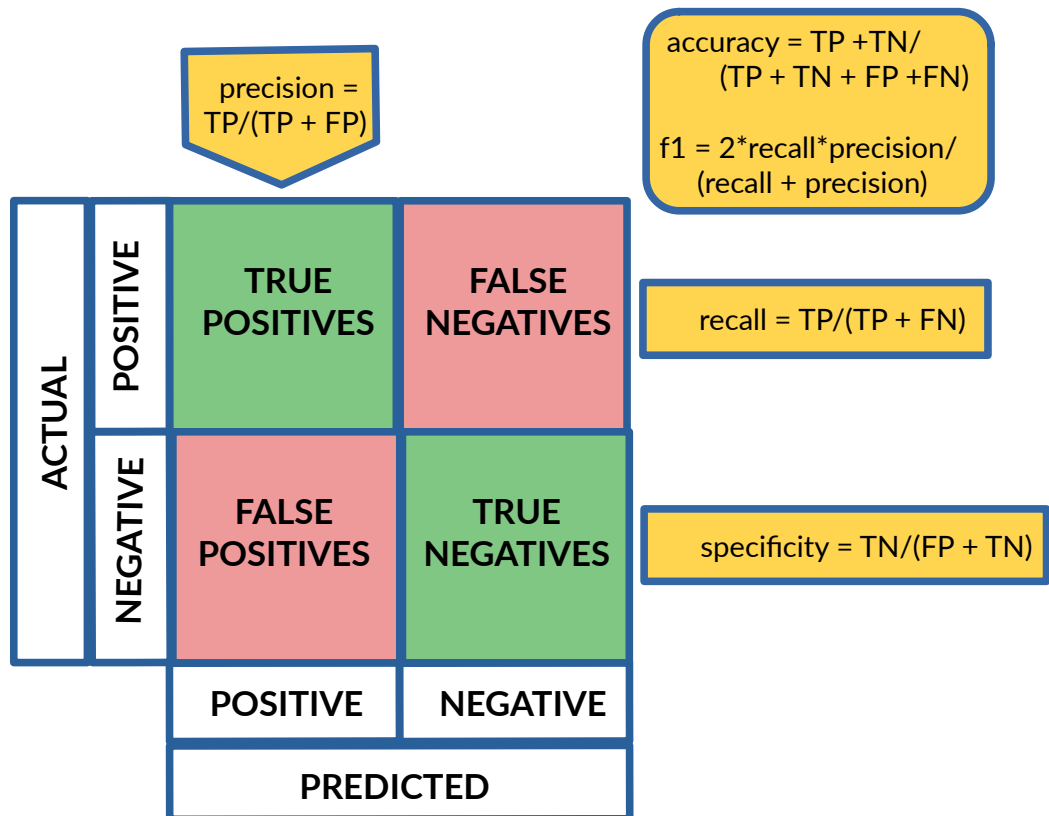 precision =
TP/(TP + FP)
accuracy = TP +TN/
(TP + TN + FP +FN)
f1 = 2*recall*precision/
(recall + precision)
ACTUAL
POSITIVE
TRUE
POSITIVES
FALSE
NEGATIVES
recall = TP/(TP + FN)
NEGATIVE
FALSE
POSITIVES
TRUE
NEGATIVES
specificity = TN/(FP + TN)
POSITIVE
NEGATIVE
PREDICTED